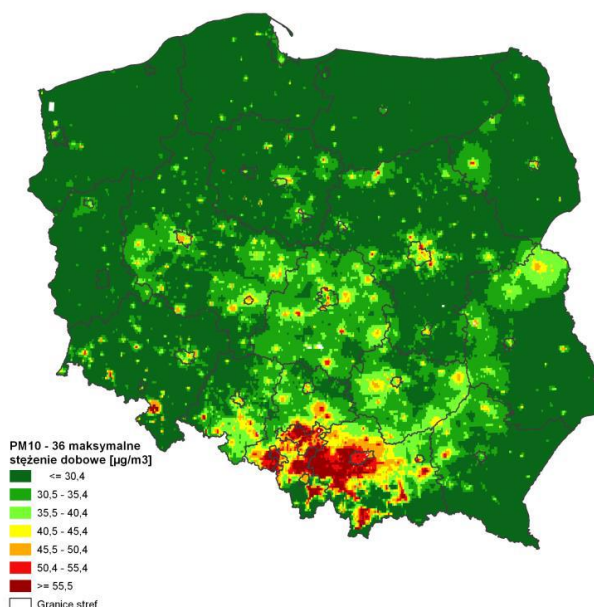 PM10 - 36 maksymalne
stężenie dobowe [µg/m3]
<= 30,4
30,5 - 35,4
35,5 - 40,4
40,5 - 45,4
45,5 - 50,4
50,4 - 55,4
>= 55,5
Granice stref